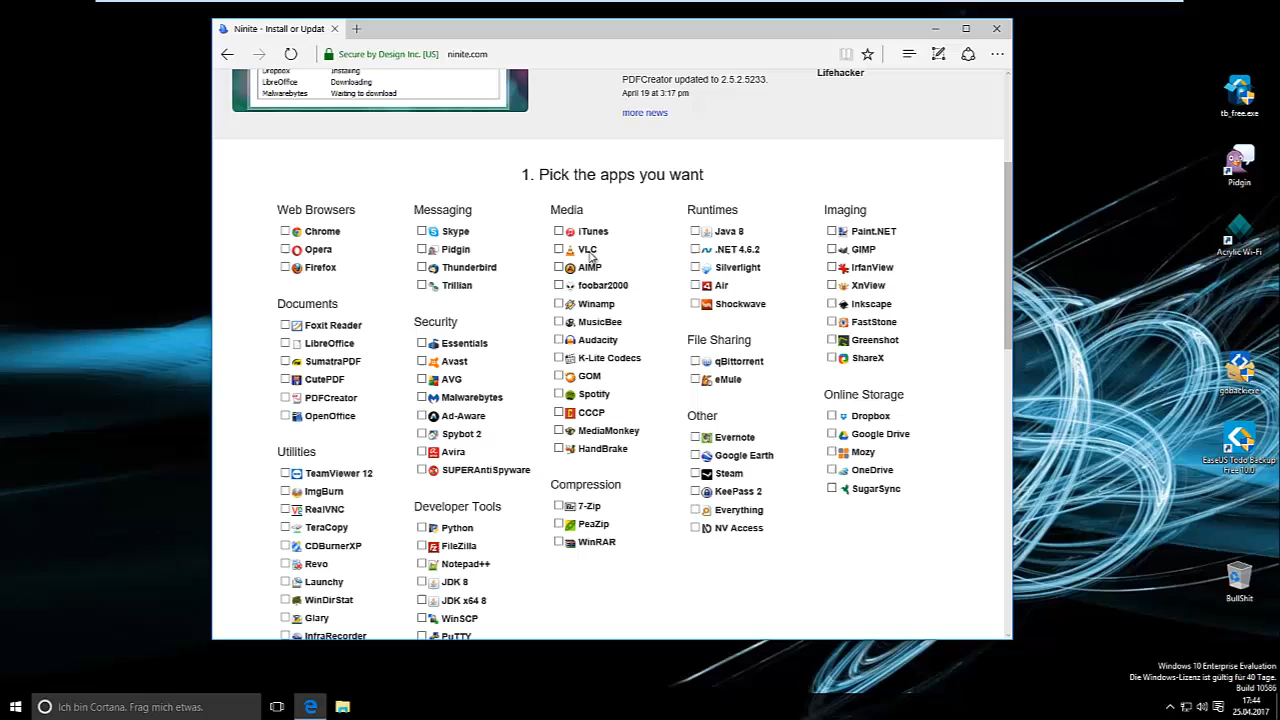 Ninite - Install or Updat
Secure by Design Inc. [US]
ninite.com
Dropbox Installing
LibreOffice Downloading
Malwarebytes Waiting to download
PDFCreator updated to 2.5.2.5233.
April 19 at 3:17 pm
more news
Lifehacker
1. Pick the apps you want
Web Browsers
Chrome
Opera
Firefox
Documents
Foxit Reader
LibreOffice
SumatraPDF
CutePDF
PDFCreator
OpenOffice
Utilities
TeamViewer 12
ImgBurn
RealVNC
TeraCopy
CDBurnerXP
Revo
Launchy
WinDirStat
Glary
InfraRecorder
Messaging
Skype
Pidgin
Thunderbird
Trillian
Security
Essentials
Avast
AVG
Malwarebytes
Ad-Aware
Spybot 2
Avira
SUPERAntiSpyware
Developer Tools
Python
FileZilla
Notepad++
JDK 8
JDK x64 8
WinSCP
PuTTY
Media
iTunes
VLC
AIMP
foobar2000
Winamp
MusicBee
Audacity
K-Lite Codecs
GOM
Spotify
CCCP
MediaMonkey
HandBrake
Compression
7-Zip
PeaZip
WinRAR
Runtimes
Java 8
.NET 4.6.2
Silverlight
Air
Shockwave
File Sharing
qBittorrent
eMule
Other
Evernote
Google Earth
Steam
KeePass 2
Everything
NV Access
Imaging
Paint.NET
GIMP
IrfanView
XnView
Inkscape
FastStone
Greenshot
ShareX
Online Storage
Dropbox
Google Drive
Mozy
OneDrive
SugarSync
tb_free.exe
Pidgin
Acrylic Wi-Fi
goback.exe
EaseUS Todo Backup
Free 10.0
BullShit
Windows 10 Enterprise Evaluation
Die Windows-Lizenz ist gültig für 40 Tage.
Build 10586
Ich bin Cortana. Frag mich etwas.
17:44
25.04.2017